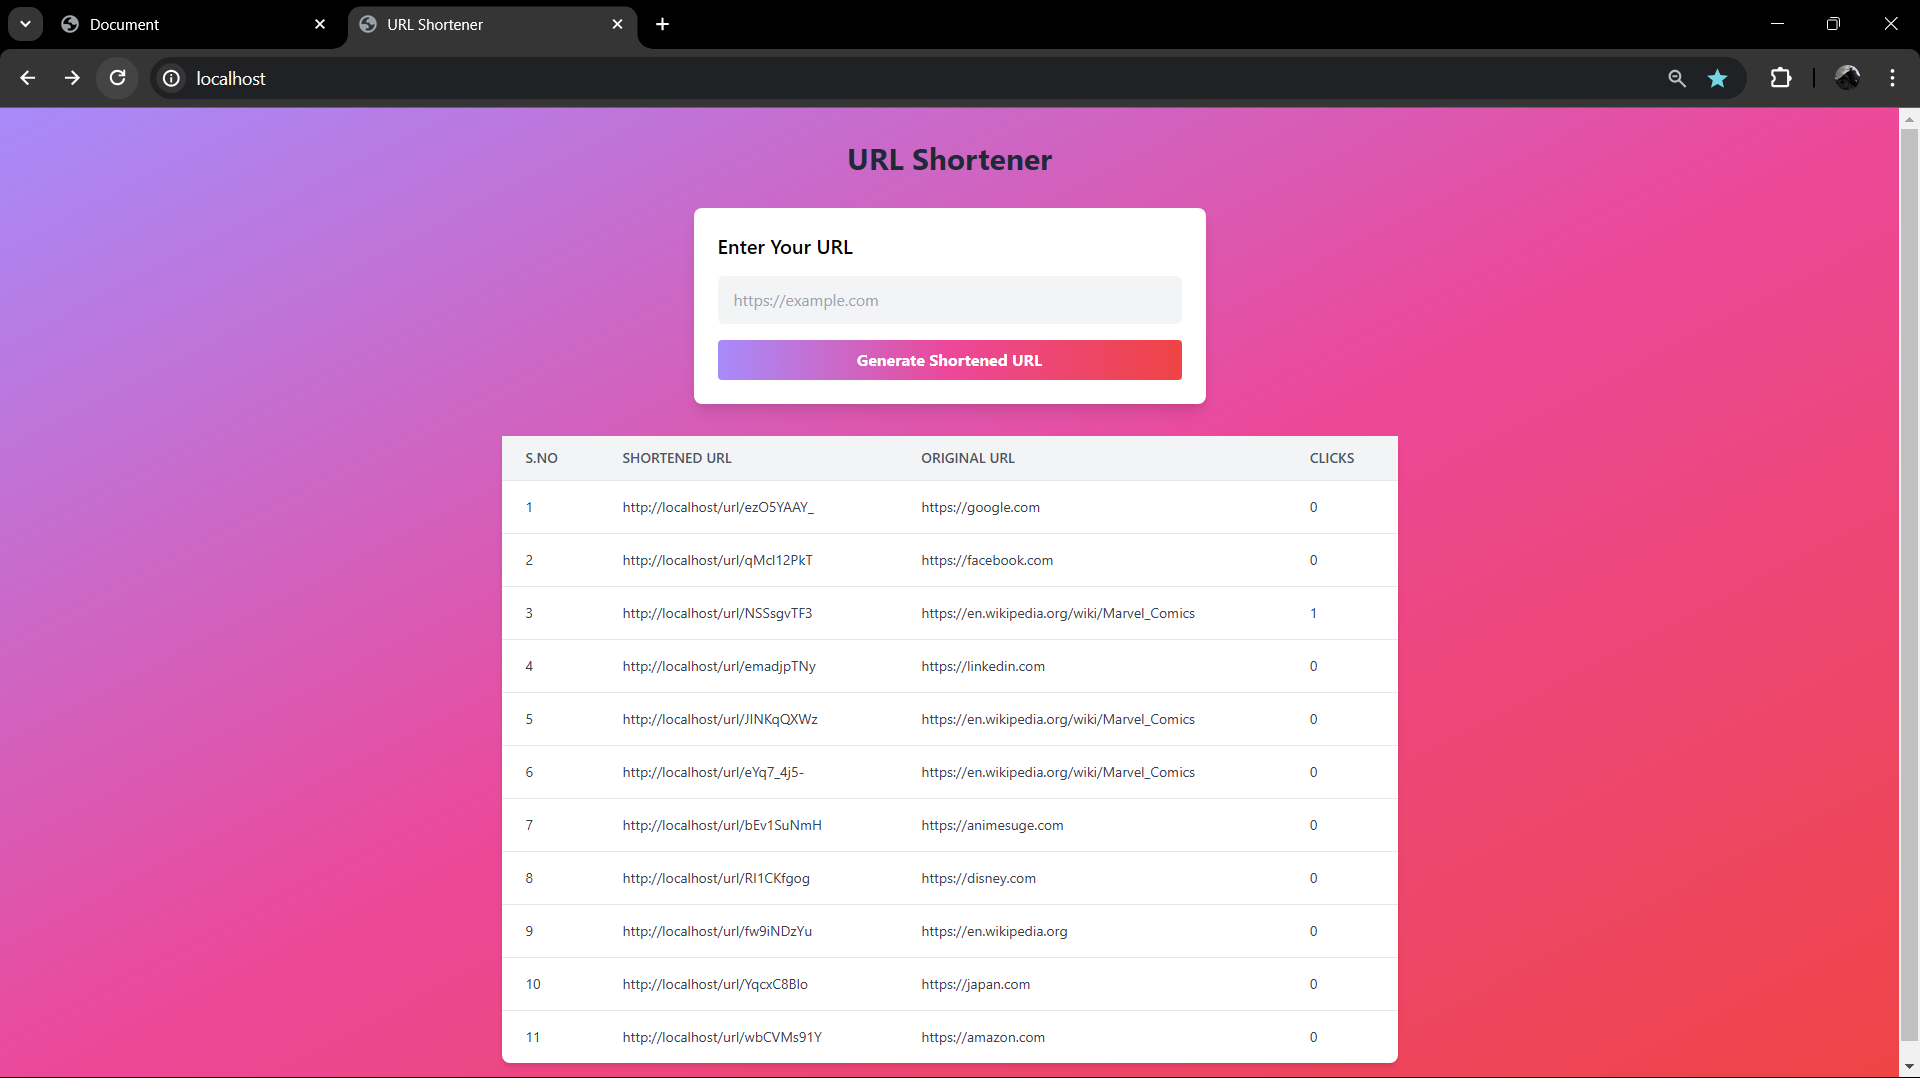 Document
URL Shortener
localhost
URL Shortener
Enter Your URL
https://example.com
Generate Shortened URL
S.NO SHORTENED URL ORIGINAL URL CLICKS
1 http://localhost/url/ezO5YAAY_ https://google.com 0
2 http://localhost/url/qMcl12PkT https://facebook.com 0
3 http://localhost/url/NSSsgvTF3 https://en.wikipedia.org/wiki/Marvel_Comics 1
4 http://localhost/url/emadjpTNy https://linkedin.com 0
5 http://localhost/url/JINKqQXWz https://en.wikipedia.org/wiki/Marvel_Comics 0
6 http://localhost/url/eYq7_4j5- https://en.wikipedia.org/wiki/Marvel_Comics 0
7 http://localhost/url/bEv1SuNmH https://animesuge.com 0
8 http://localhost/url/RI1CKfgog https://disney.com 0
9 http://localhost/url/fw9iNDzYu https://en.wikipedia.org 0
10 http://localhost/url/YqcxC8Blo https://japan.com 0
11 http://localhost/url/wbCVMs91Y https://amazon.com 0